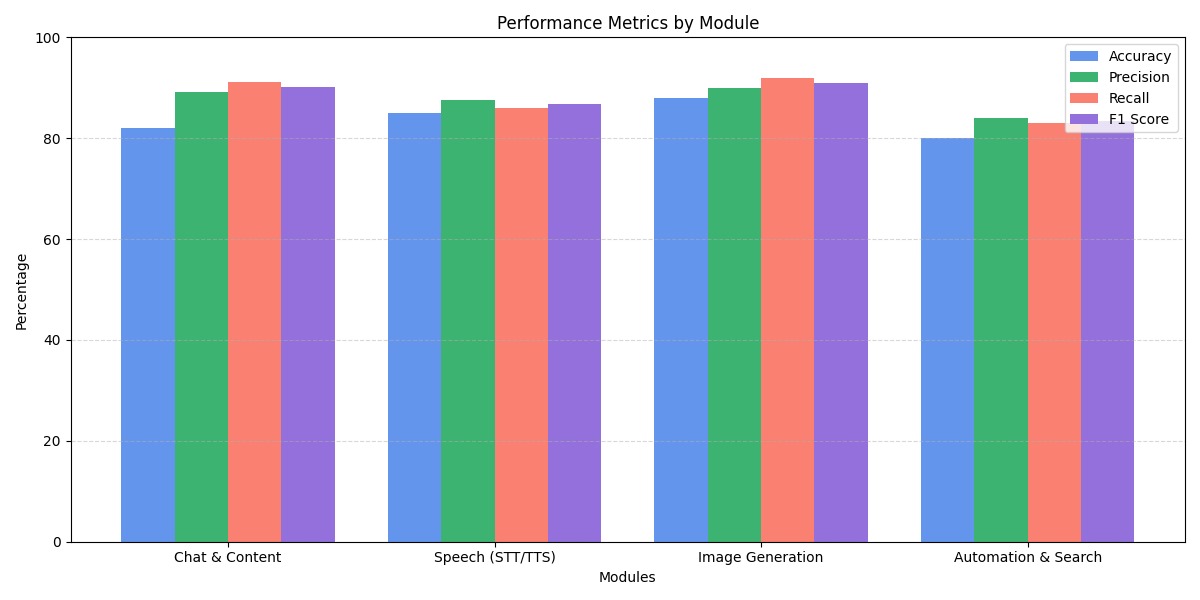 Performance Metrics by Module
100
80
60
40
20
0
Percentage
Accuracy
Precision
Recall
F1 Score
Chat & Content
Speech (STT/TTS)
Image Generation
Automation & Search
Modules